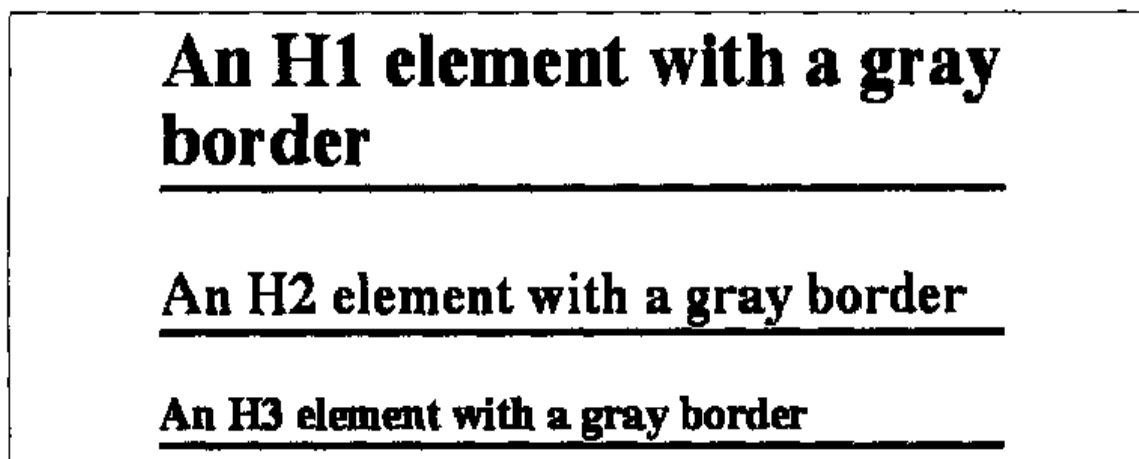 An H1 element with a gray
border
An H2 element with a gray border
An H3 element with a gray border